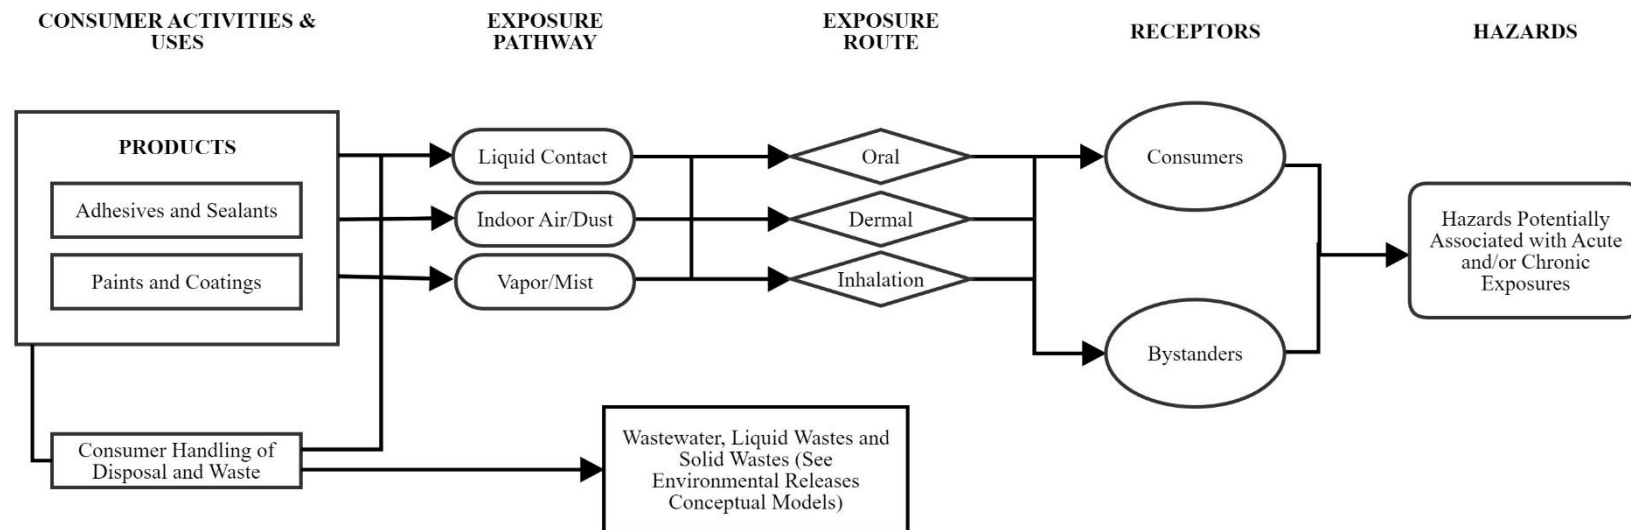 CONSUMER ACTIVITIES &
USES
EXPOSURE
PATHWAY
EXPOSURE
ROUTE
RECEPTORS
HAZARDS
PRODUCTS
Adhesives and Sealants
Paints and Coatings
Consumer Handling of
Disposal and Waste
Liquid Contact
Indoor Air/Dust
Vapor/Mist
Wastewater, Liquid Wastes and
Solid Wastes (See
Environmental Releases
Conceptual Models)
Oral
Dermal
Inhalation
Consumers
Bystanders
Hazards Potentially
Associated with Acute
and/or Chronic
Exposures